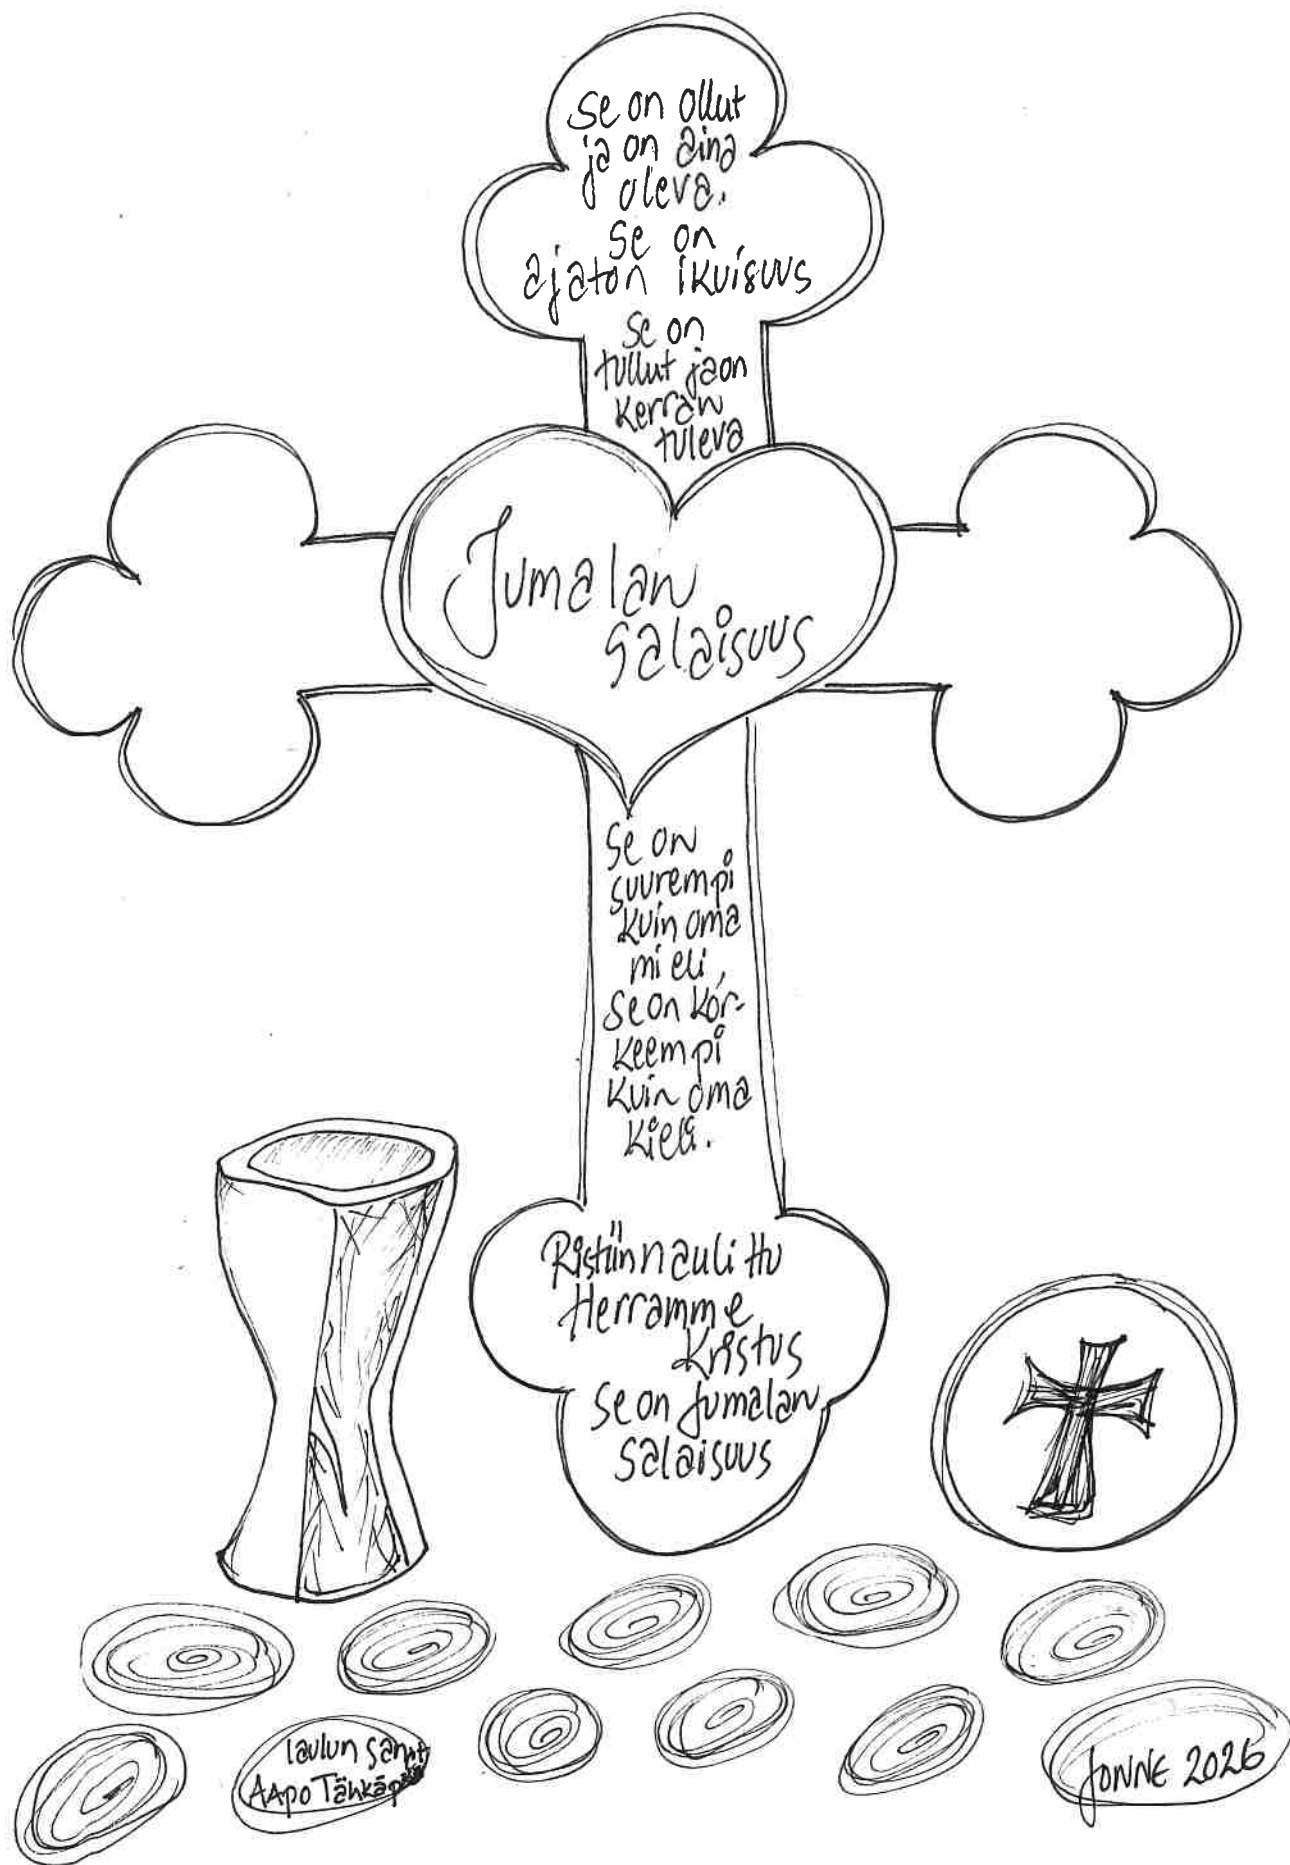 Se on ollut
ja on aina
oleva.
Se on
ajaton ikuisuus
Se on
tullut ja on
kerran
tuleva
Jumalan
salaisuus
Se on
suurempi
kuin oma
mieli,
se on kor-
keempi
kuin oma
kieli.
Ristiinnaulittu
Herramme
Kristus
se on Jumalan
salaisuus
laulun sanat
AApo Tähkäpää
JONNE 2026